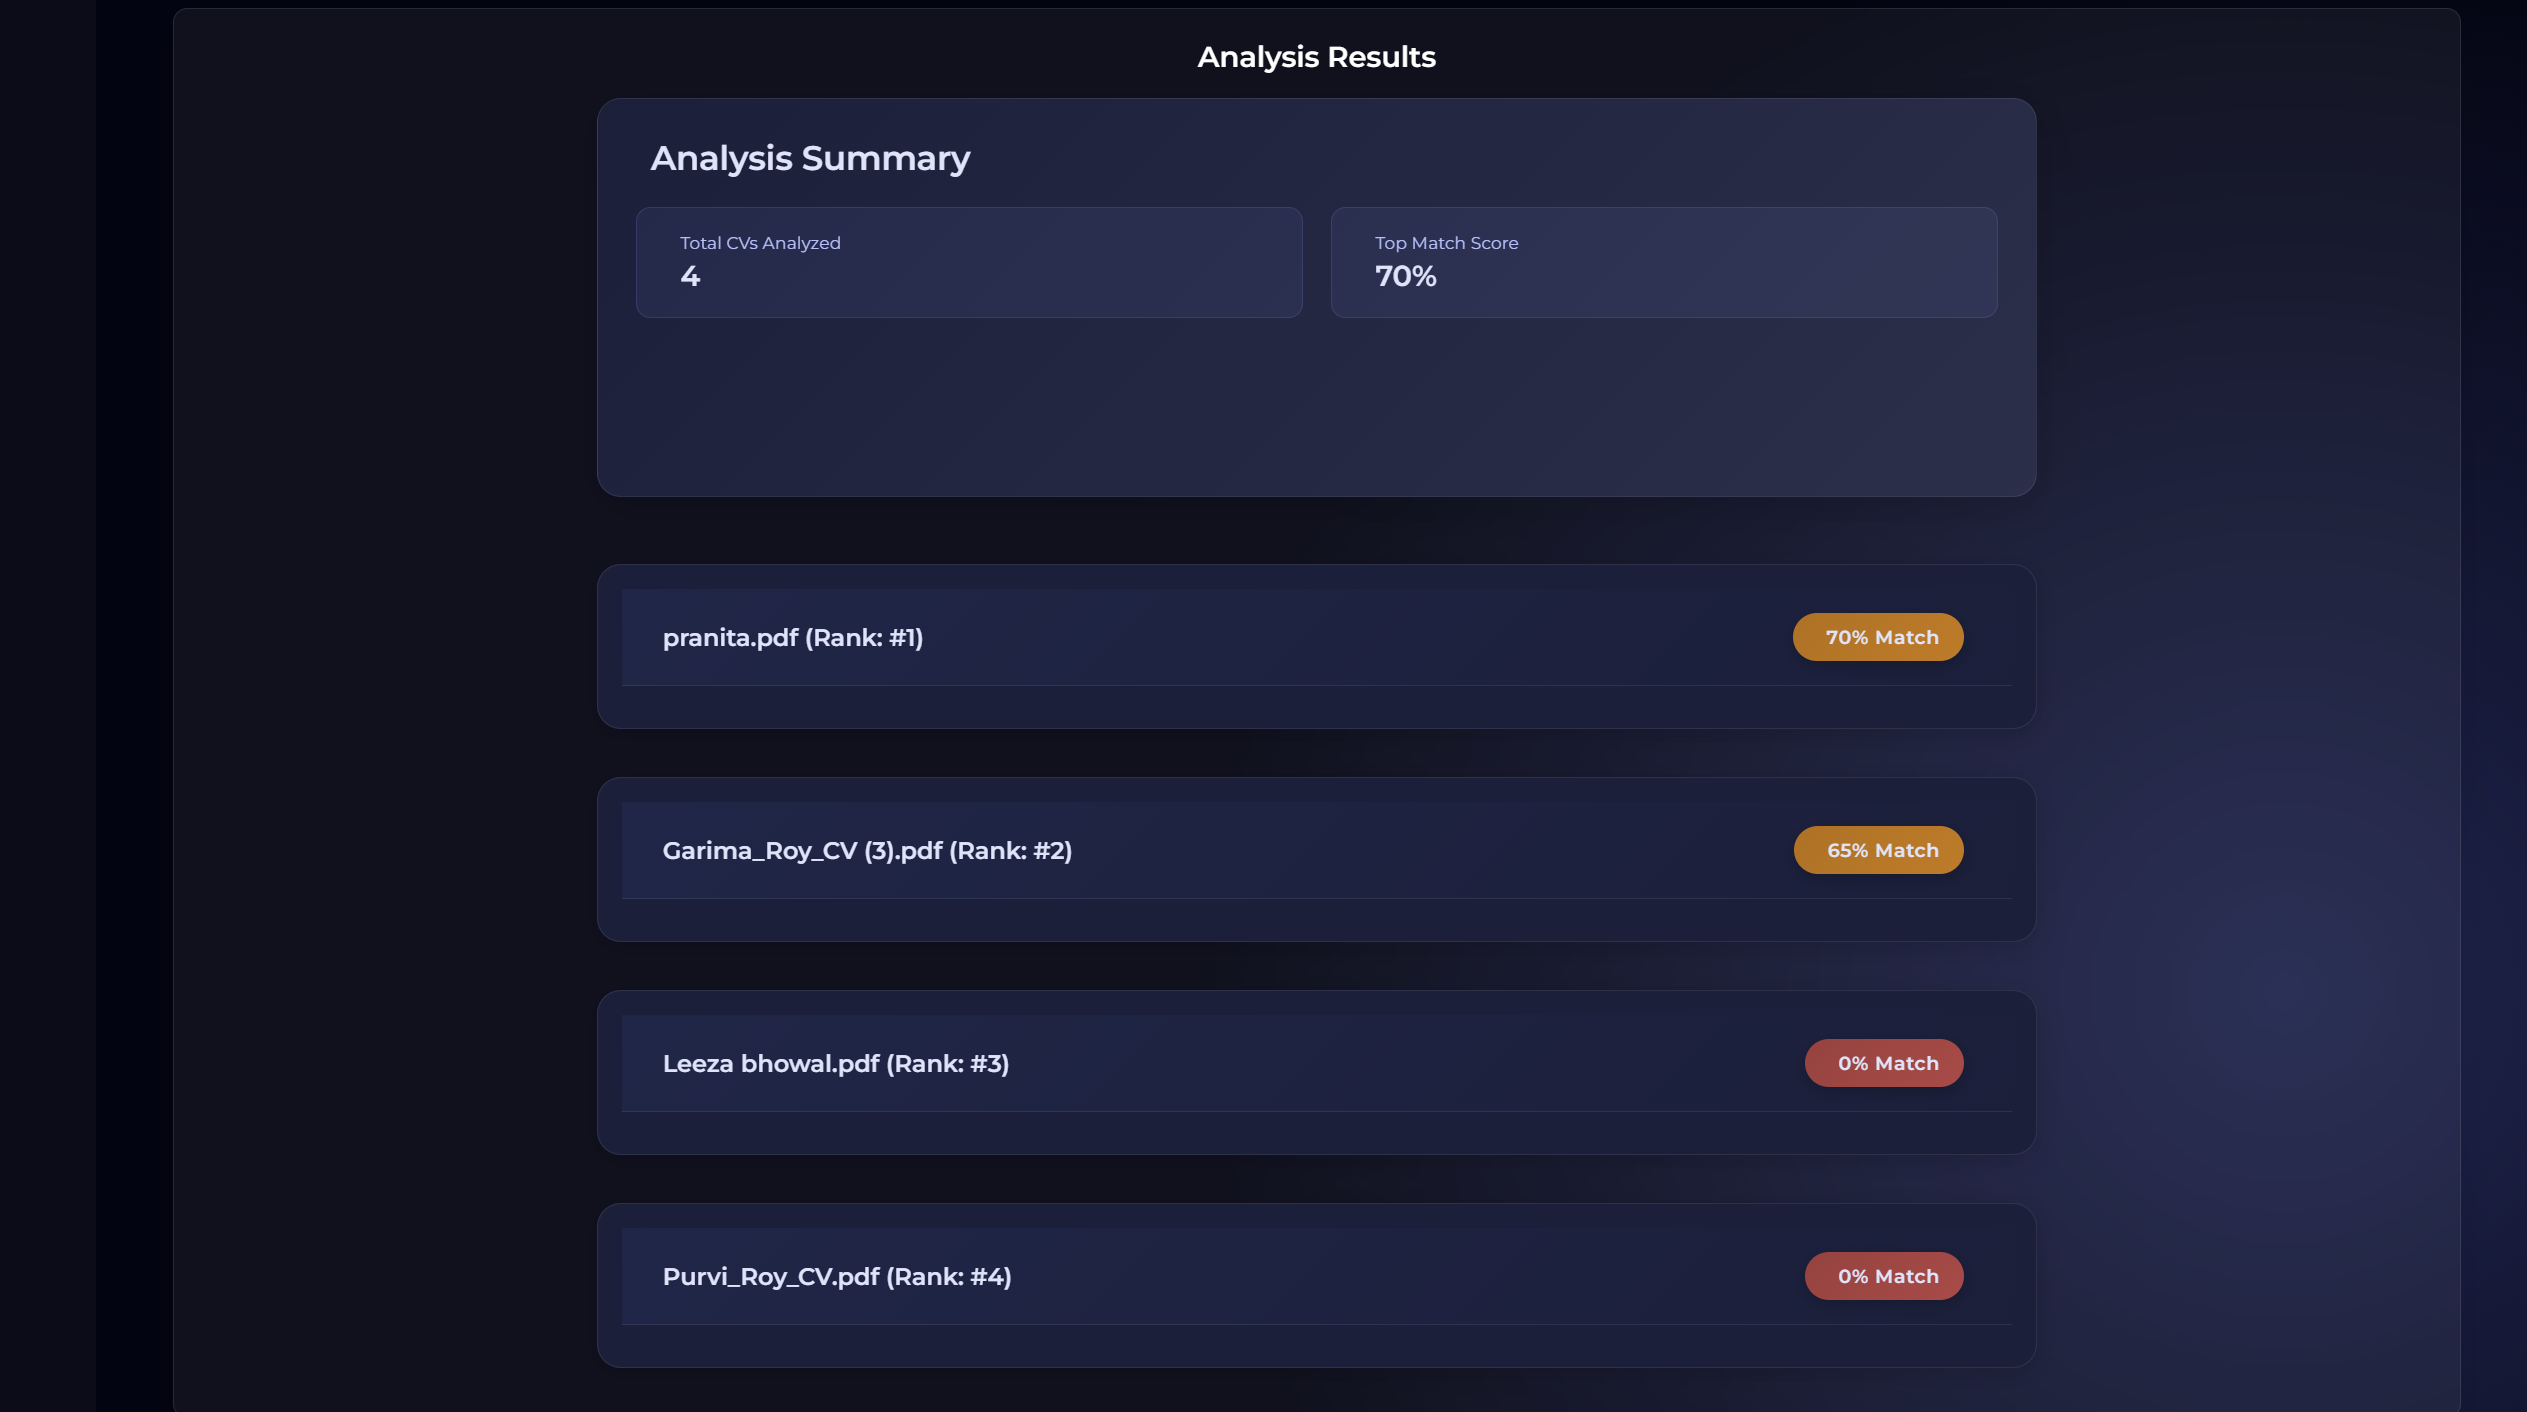 Analysis Results
Analysis Summary
Total CVs Analyzed
4
Top Match Score
70%
pranita.pdf (Rank: #1)
70% Match
Garima_Roy_CV (3).pdf (Rank: #2)
65% Match
Leeza bhowal.pdf (Rank: #3)
0% Match
Purvi_Roy_CV.pdf (Rank: #4)
0% Match